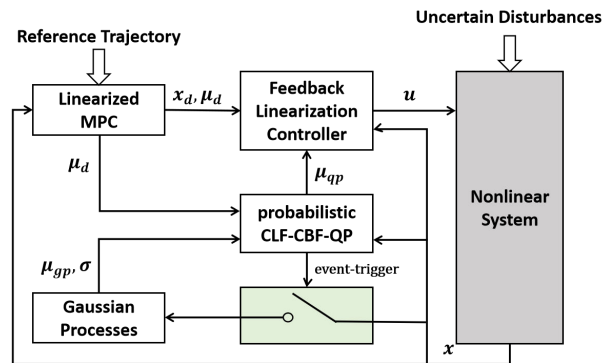 Uncertain Disturbances
Reference Trajectory
Linearized
MPC
x_d, μ_d
Feedback
Linearization
Controller
u
μ_d
μ_qp
Nonlinear
System
probabilistic
CLF-CBF-QP
μ_gp, σ
event-trigger
Gaussian
Processes
x